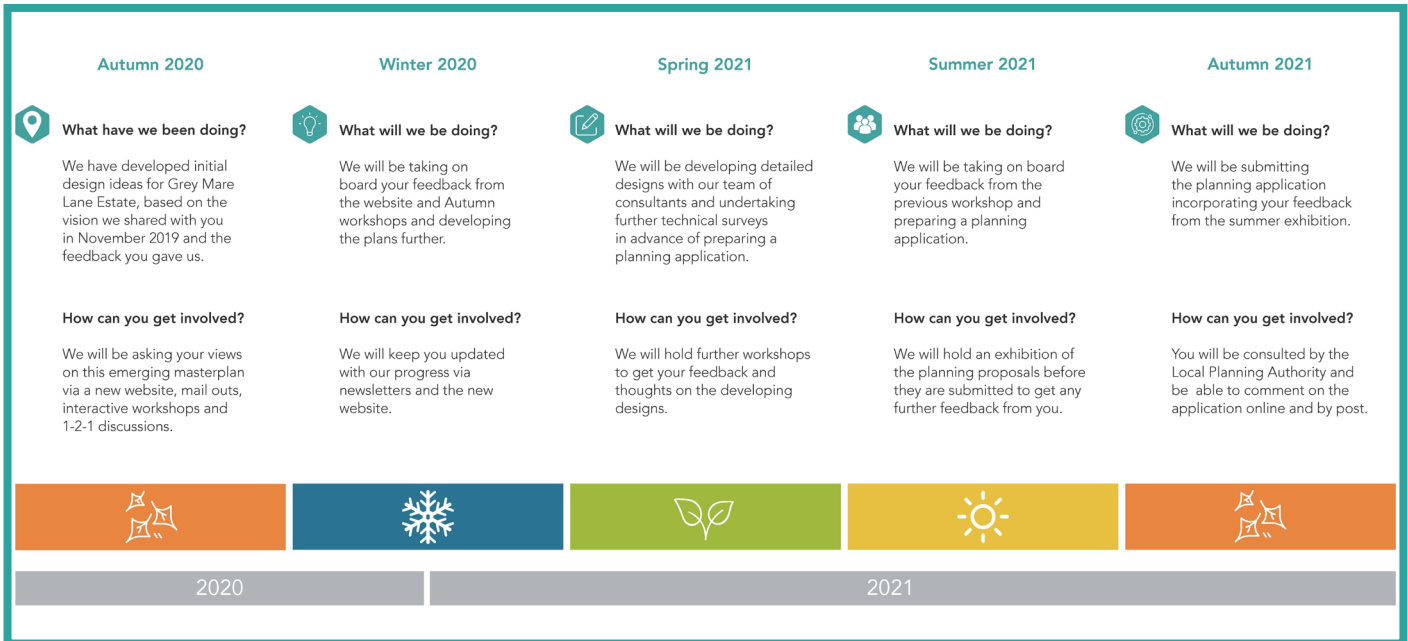 Autumn 2020
What have we been doing?
We have developed initial
design ideas for Grey Mare
Lane Estate, based on the
vision we shared with you
in November 2019 and the
feedback you gave us.
How can you get involved?
We will be asking your views
on this emerging masterplan
via a new website, mail outs,
interactive workshops and
1-2-1 discussions.
Winter 2020
What will we be doing?
We will be taking on
board your feedback from
the website and Autumn
workshops and developing
the plans further.
How can you get involved?
We will keep you updated
with our progress via
newsletters and the new
website.
Spring 2021
What will we be doing?
We will be developing detailed
designs with our team of
consultants and undertaking
further technical surveys
in advance of preparing a
planning application.
How can you get involved?
We will hold further workshops
to get your feedback and
thoughts on the developing
designs.
Summer 2021
What will we be doing?
We will be taking on board
your feedback from the
previous workshop and
preparing a planning
application.
How can you get involved?
We will hold an exhibition of
the planning proposals before
they are submitted to get any
further feedback from you.
Autumn 2021
What will we be doing?
We will be submitting
the planning application
incorporating your feedback
from the summer exhibition.
How can you get involved?
You will be consulted by the
Local Planning Authority and
be  able to comment on the
application online and by post.
2020
2021